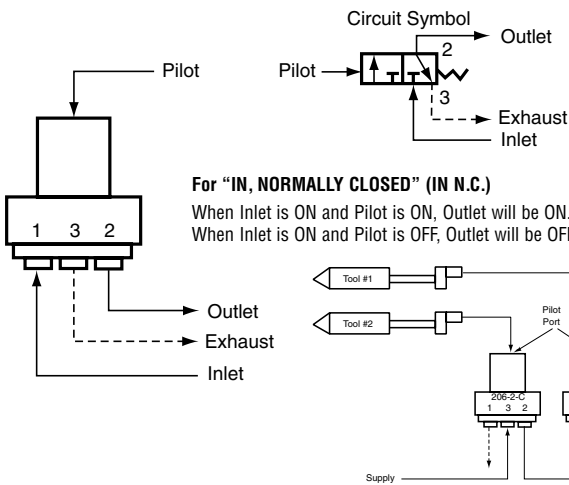 Circuit Symbol
Outlet
2
Pilot
Pilot
3
Exhaust
Inlet
For “IN, NORMALLY CLOSED” (IN N.C.)
When Inlet is ON and Pilot is ON, Outlet will be ON.
When Inlet is ON and Pilot is OFF, Outlet will be
1 3 2
Tool #1
Outlet
Exhaust
Inlet
Tool #2
Pilot
Port
206-2-C
1 3 2
Supply